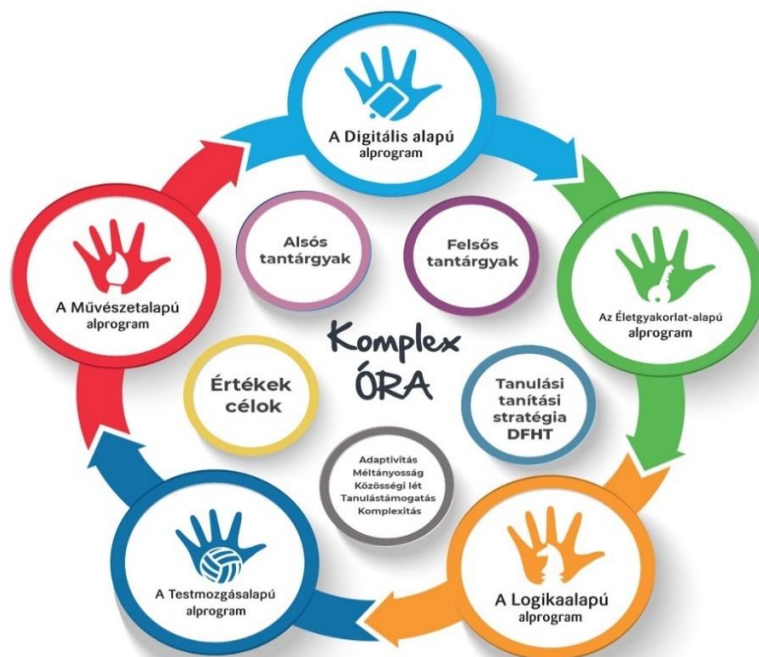 A Digitális alapú
alprogram
Alsós
tantárgyak
Felsős
tantárgyak
A Művészetalapú
alprogram
Az Életgyakorlat-alapú
alprogram
Komplex
ÓRA
Értékek
célok
Tanulási
tanítási
stratégia
DFHT
Adaptivitás
Méltányosság
Közösségi lét
Tanulástámogatás
Komplexitás
A Testmozgásalapú
alprogram
A Logikaalapú
alprogram